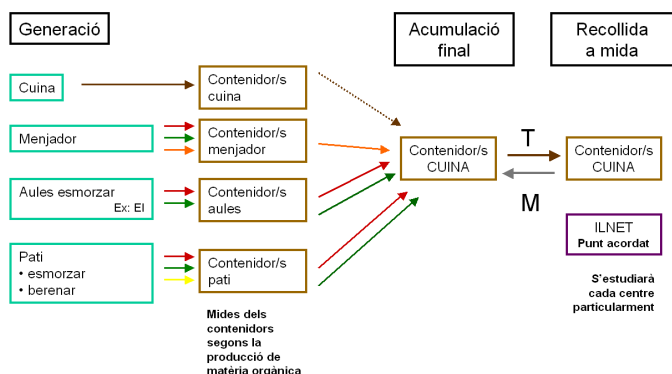 Generació
Acumulació
final
Recollida
a mida
Cuina
Contenidor/s
cuina
Menjador
Contenidor/s
menjador
Contenidor/s
CUINA
T
M
Contenidor/s
CUINA
Aules esmorzar
Ex: EI
Contenidor/s
aules
Pati
• esmorzar
• berenar
Contenidor/s
pati
ILNET
Punt acordat
S'estudiarà
cada centre
particularment
Mides dels
contenidors
segons la
producció de
matèria orgànica